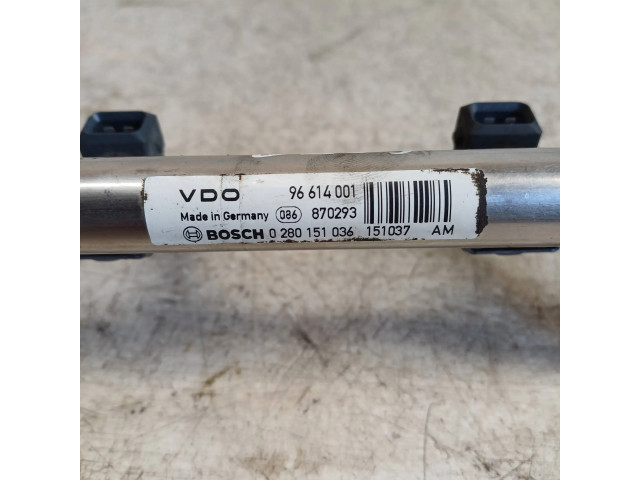 VDO 96 614 001
Made in Germany 086 870293
BOSCH 0 280 151 036 151037 AM